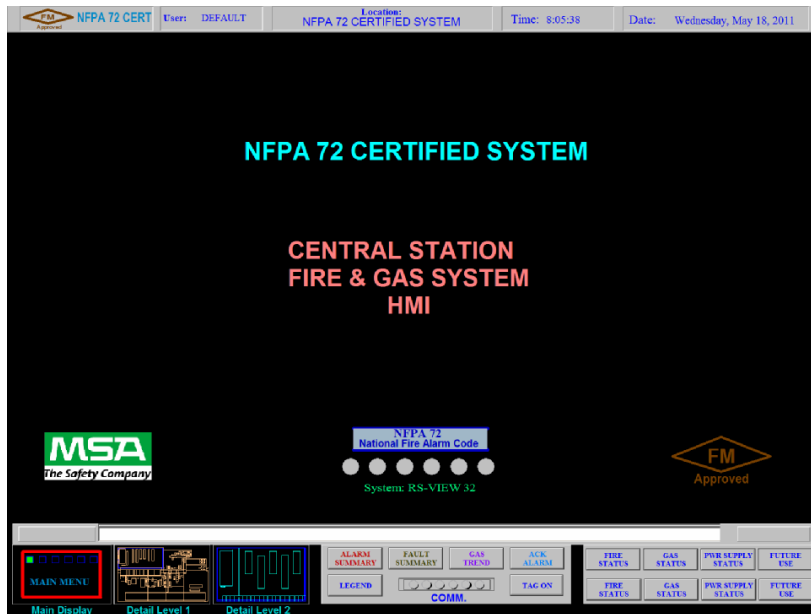 FM
Approved
NFPA 72 CERT
User: DEFAULT
Location:
NFPA 72 CERTIFIED SYSTEM
Time: 8:05:38
Date: Wednesday, May 18, 2011
NFPA 72 CERTIFIED SYSTEM
CENTRAL STATION
FIRE & GAS SYSTEM
HMI
MSA
The Safety Company
NFPA 72
National Fire Alarm Code
System: RS-VIEW 32
FM
Approved
MAIN MENU
Main Display
Detail Level 1
Detail Level 2
ALARM
SUMMARY
FAULT
SUMMARY
GAS
TREND
ACK
ALARM
LEGEND
COMM.
TAG ON
FIRE
STATUS
GAS
STATUS
PWR SUPPLY
STATUS
FUTURE
USE
FIRE
STATUS
GAS
STATUS
PWR SUPPLY
STATUS
FUTURE
USE